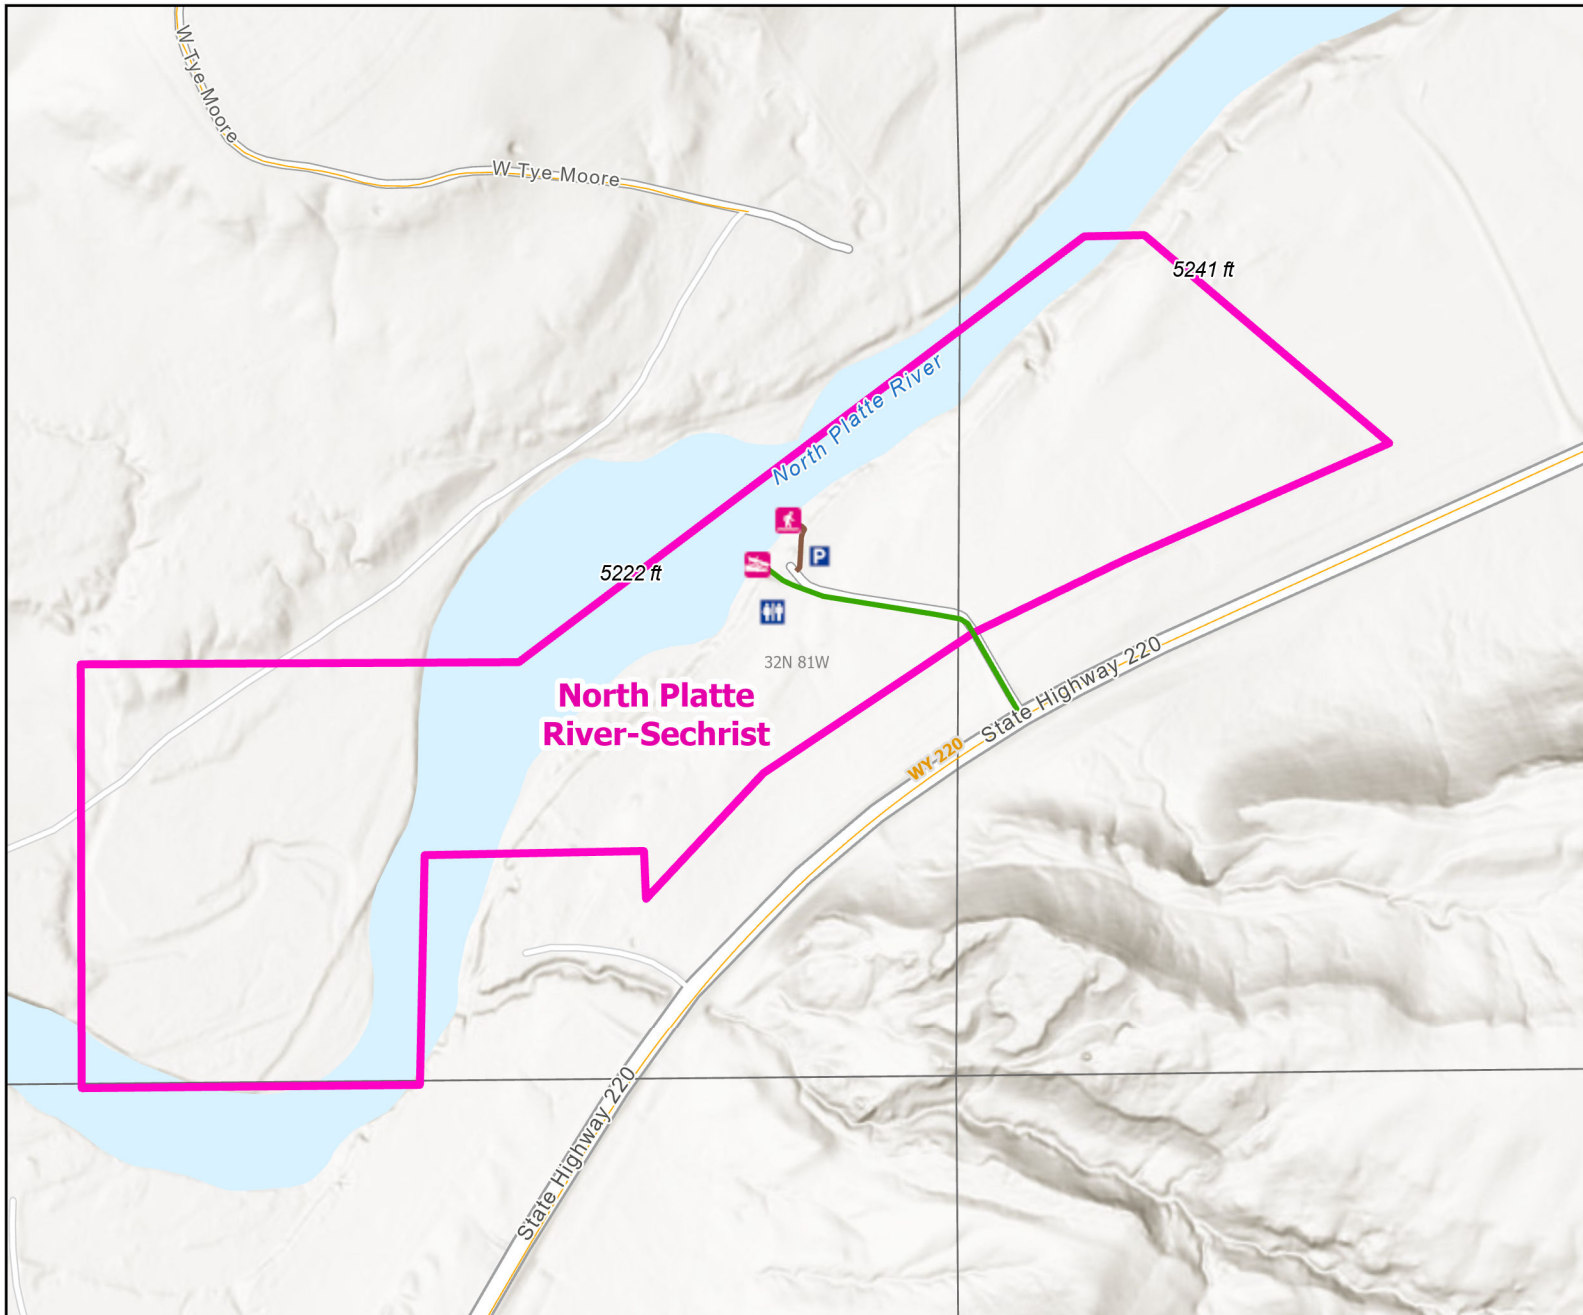 W Tye Moore
W Tye Moore
5241 ft
North Platte River
P
5222 ft
32N 81W
North Platte
River-Sechrist
State Highway 220
WY-220
State Highway 220